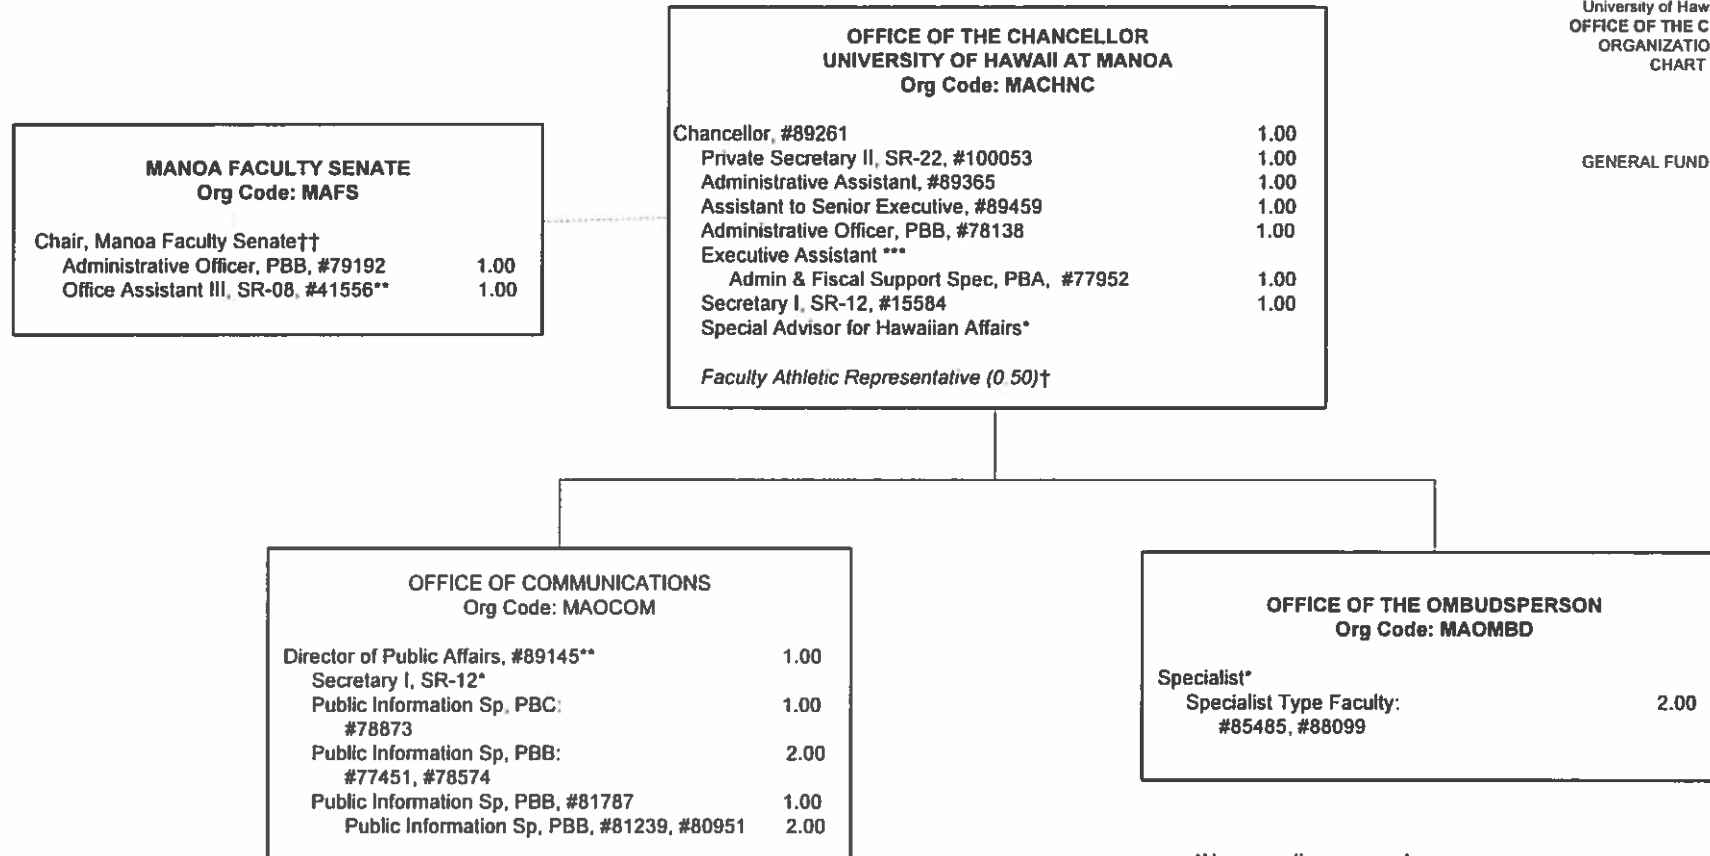 University of Haw
OFFICE OF THE C
ORGANIZATIO
CHART
GENERAL FUND
OFFICE OF THE CHANCELLOR
UNIVERSITY OF HAWAII AT MANOA
Org Code: MACHNC
Chancellor, #89261 1.00
Private Secretary II, SR-22, #100053 1.00
Administrative Assistant, #89365 1.00
Assistant to Senior Executive, #89459 1.00
Administrative Officer, PBB, #78138 1.00
Executive Assistant ***
Admin & Fiscal Support Spec, PBA, #77952 1.00
Secretary I, SR-12, #15584 1.00
Special Advisor for Hawaiian Affairs*
Faculty Athletic Representative (0.50)†
MANOA FACULTY SENATE
Org Code: MAFS
Chair, Manoa Faculty Senate††
Administrative Officer, PBB, #79192 1.00
Office Assistant III, SR-08, #41556** 1.00
OFFICE OF COMMUNICATIONS
Org Code: MAOCOM
Director of Public Affairs, #89145** 1.00
Secretary I, SR-12*
Public Information Sp, PBC: 1.00
#78873
Public Information Sp, PBB: 2.00
#77451, #78574
Public Information Sp, PBB, #81787 1.00
Public Information Sp, PBB, #81239, #80951 2.00
OFFICE OF THE OMBUDSPERSON
Org Code: MAOMBD
Specialist*
Specialist Type Faculty: 2.00
#85485, #88099